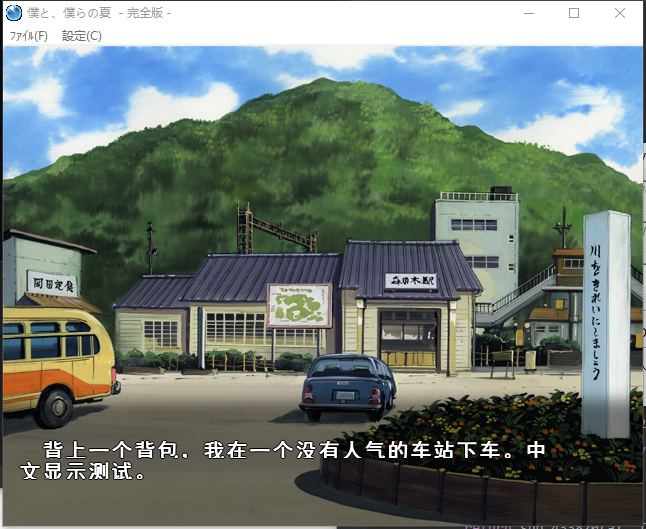 僕と、僕らの夏 - 完全版 -
ﾌｧｲﾙ(F) 設定(C)
岡田定食
森の木駅
川をきれいにしましょう
背上一个背包，我在一个没有人气的车站下车。中
文显示测试。